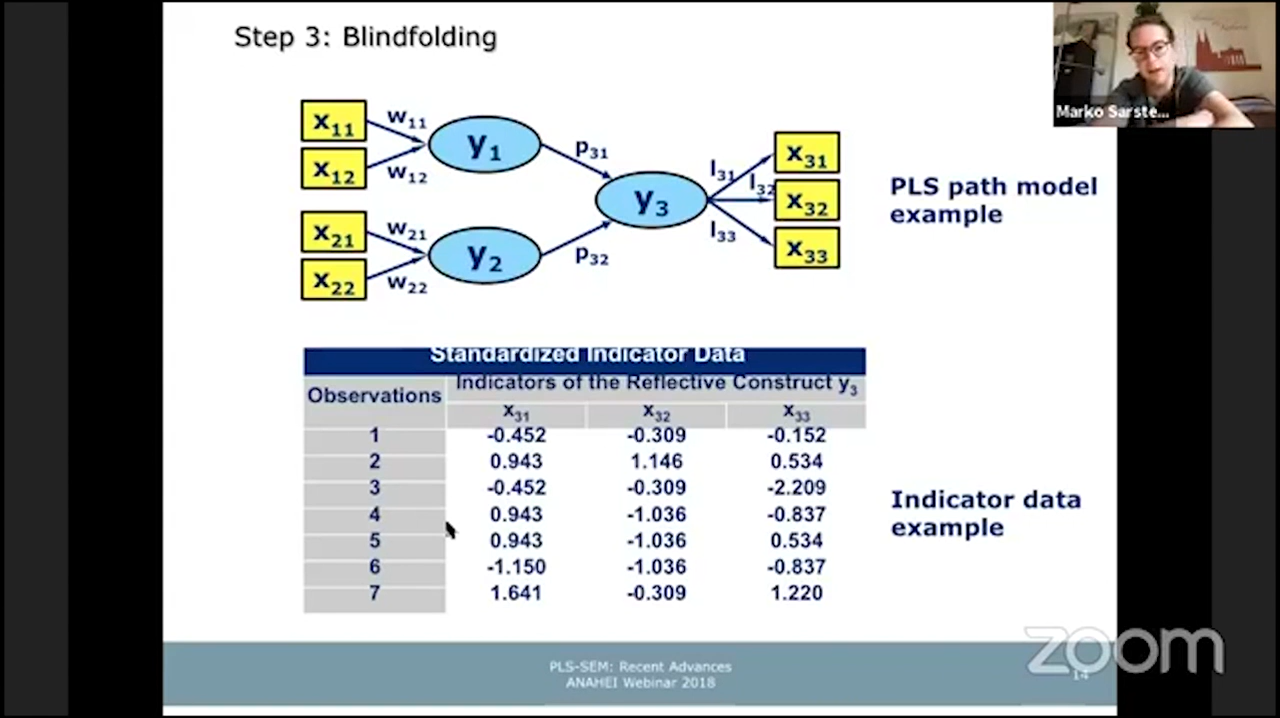 Step 3: Blindfolding
Marko Sarste...
x11
w11
x12
w12
y1
p31
x21
w21
x22
w22
y2
p32
y3
l31
x31
l32
x32
l33
x33
PLS path model
example
Standardized Indicator Data
Observations
Indicators of the Reflective Construct y3
x31 x32 x33
1 -0.452 -0.309 -0.152
2 0.943 1.146 0.534
3 -0.452 -0.309 -2.209
4 0.943 -1.036 -0.837
5 0.943 -1.036 0.534
6 -1.150 -1.036 -0.837
7 1.641 -0.309 1.220
Indicator data
example
PLS-SEM: Recent Advances
ANAHEI Webinar 2018
14
zoom